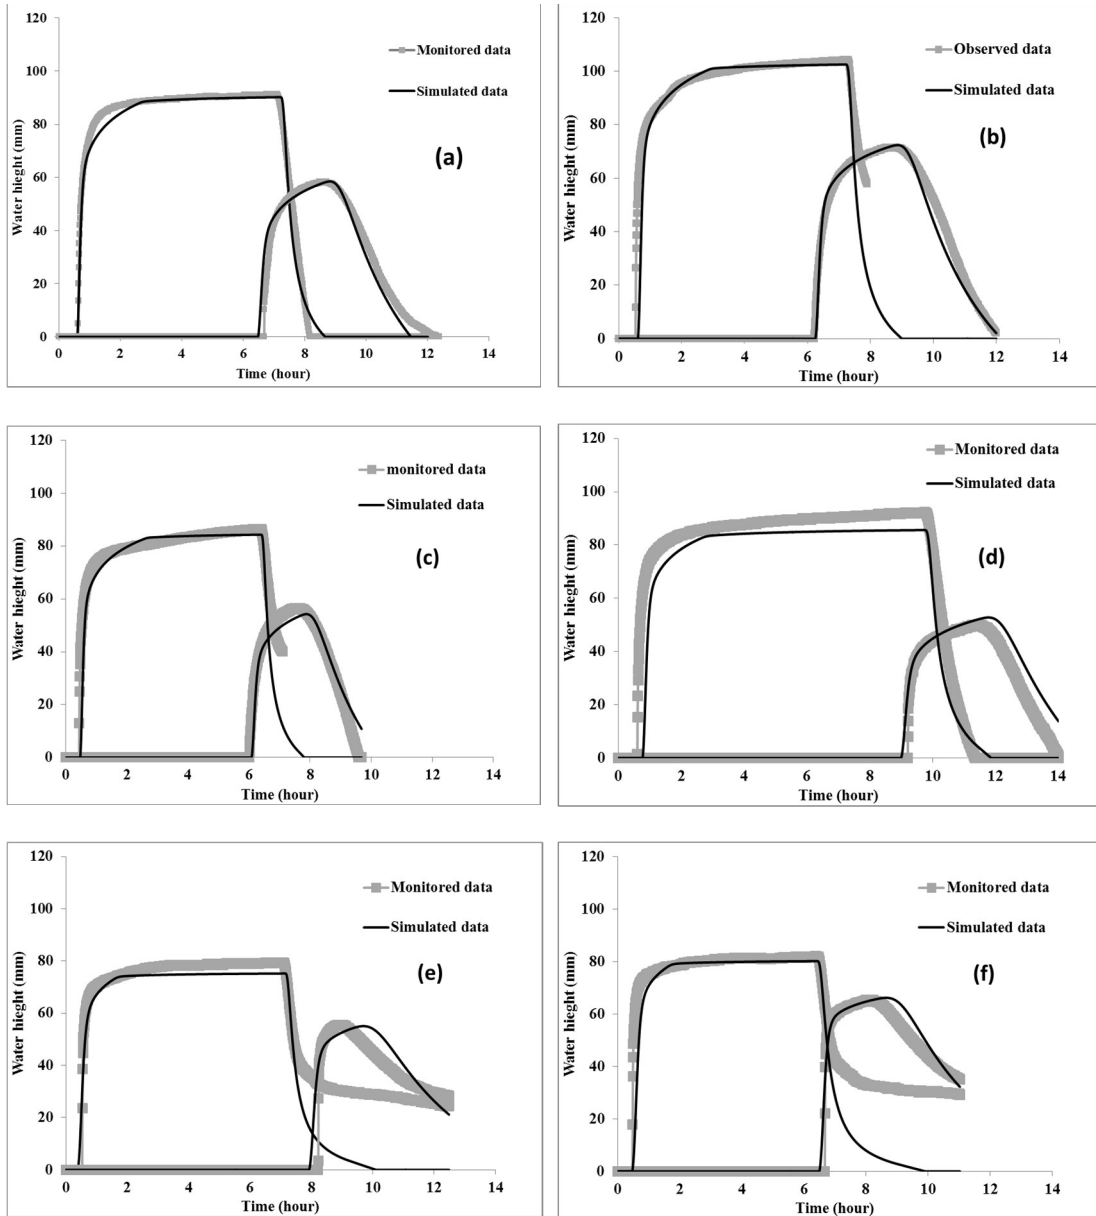 120
100
80
60
40
20
0
Water hieght (mm)
Monitored data
Simulated data
(a)
0 2 4 6 8 10 12 14
Time (hour)
120
100
80
60
40
20
0
Water hieght (mm)
Observed data
Simulated data
(b)
0 2 4 6 8 10 12 14
Time (hour)
120
100
80
60
40
20
0
Water hieght (mm)
monitored data
Simulated data
(c)
0 2 4 6 8 10 12 14
Time (hour)
120
100
80
60
40
20
0
Water hieght (mm)
Monitored data
Simulated data
(d)
0 2 4 6 8 10 12 14
Time (hour)
120
100
80
60
40
20
0
Water hieght (mm)
Monitored data
Simulated data
(e)
0 2 4 6 8 10 12 14
Time (hour)
120
100
80
60
40
20
0
Water hieght (mm)
Monitored data
Simulated data
(f)
0 2 4 6 8 10 12 14
Time (hour)